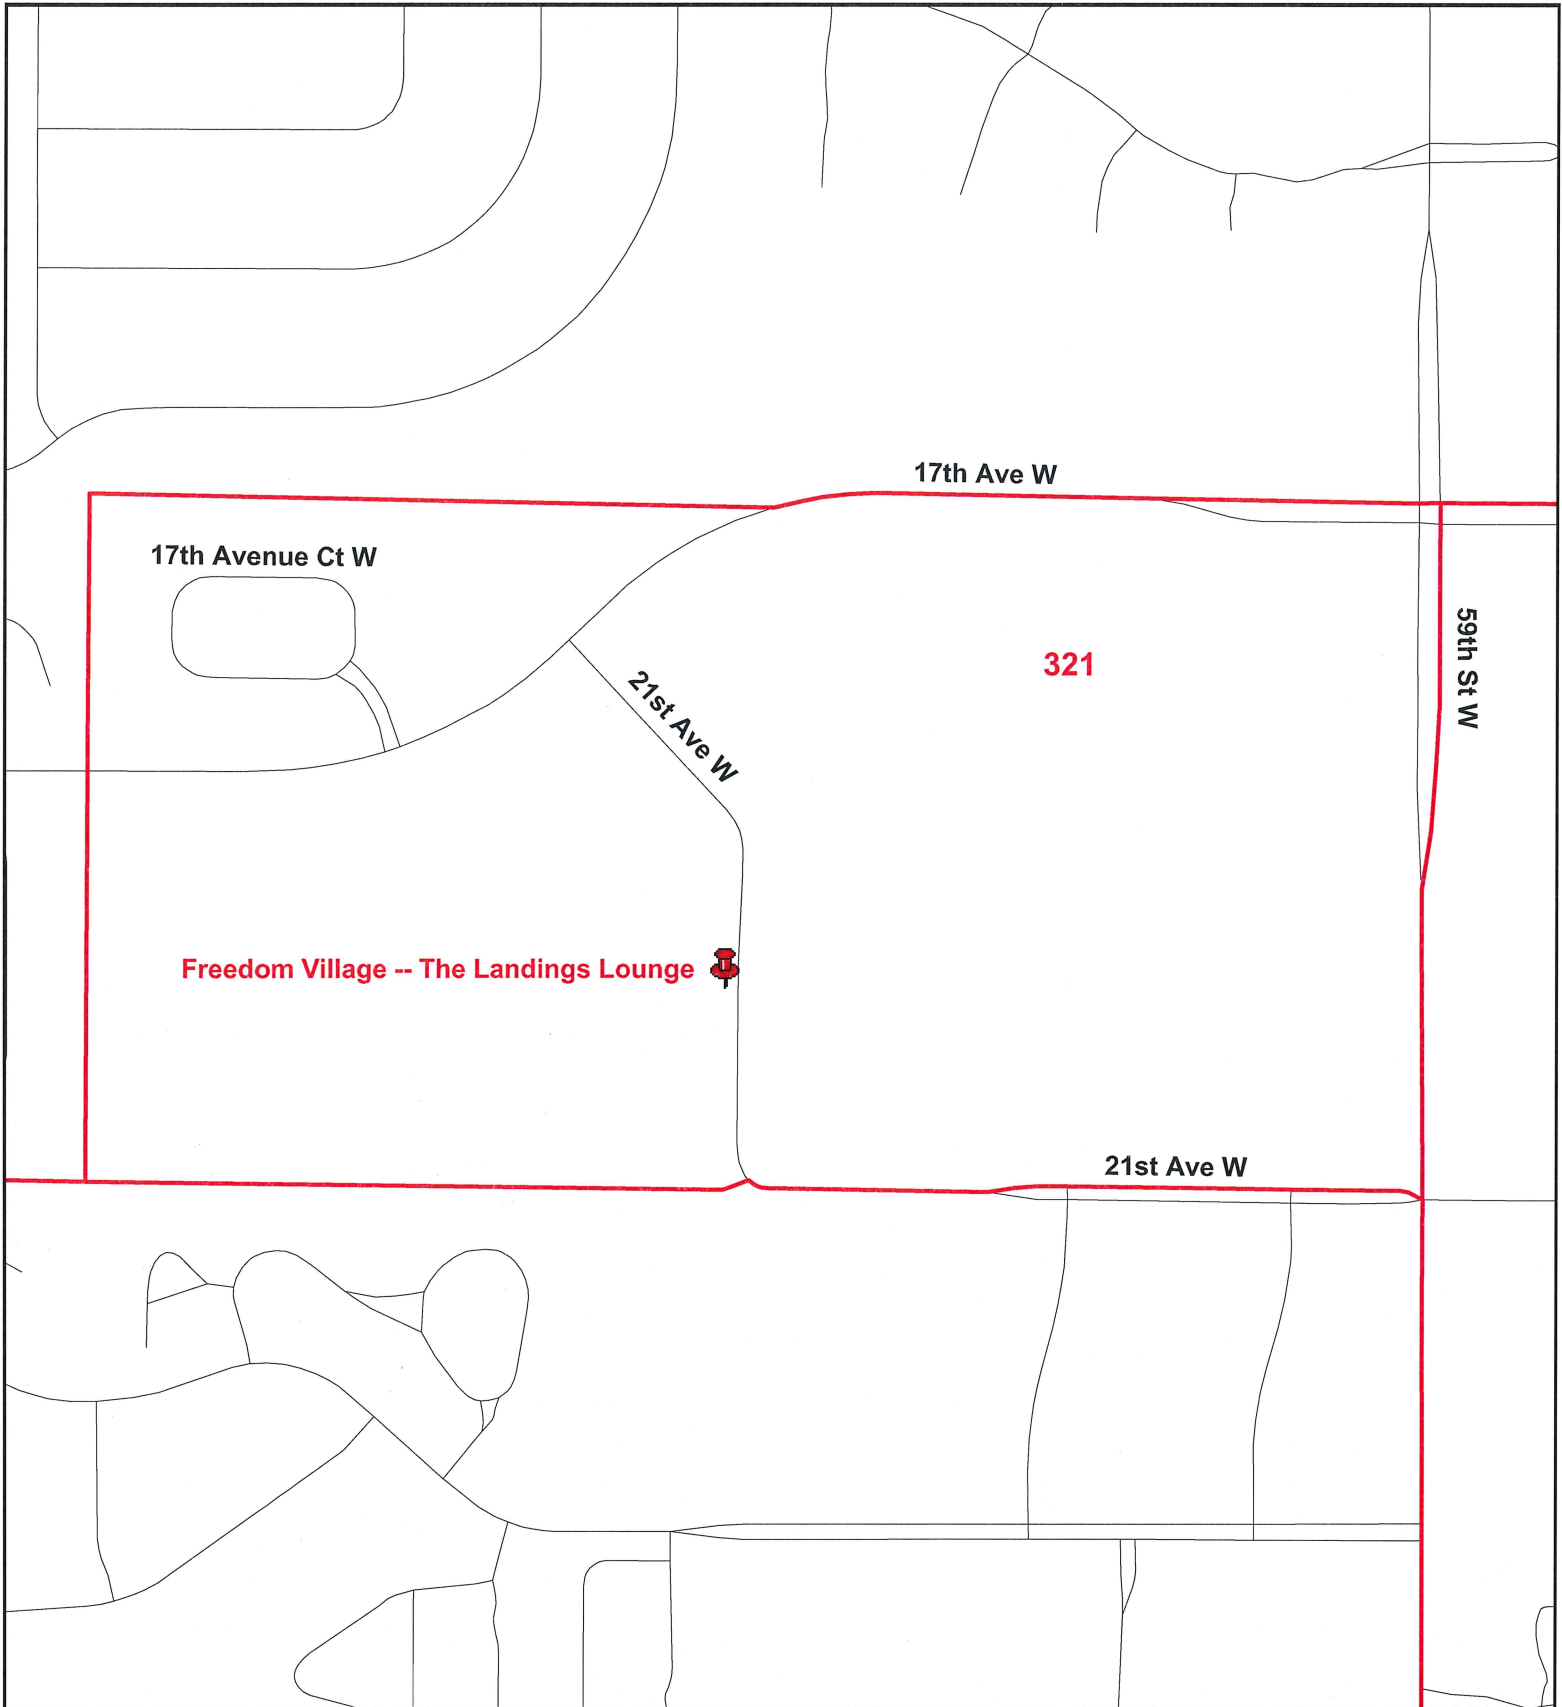 17th Ave W
17th Avenue Ct W
59th St W
321
21st Ave W
Freedom Village -- The Landings Lounge
21st Ave W